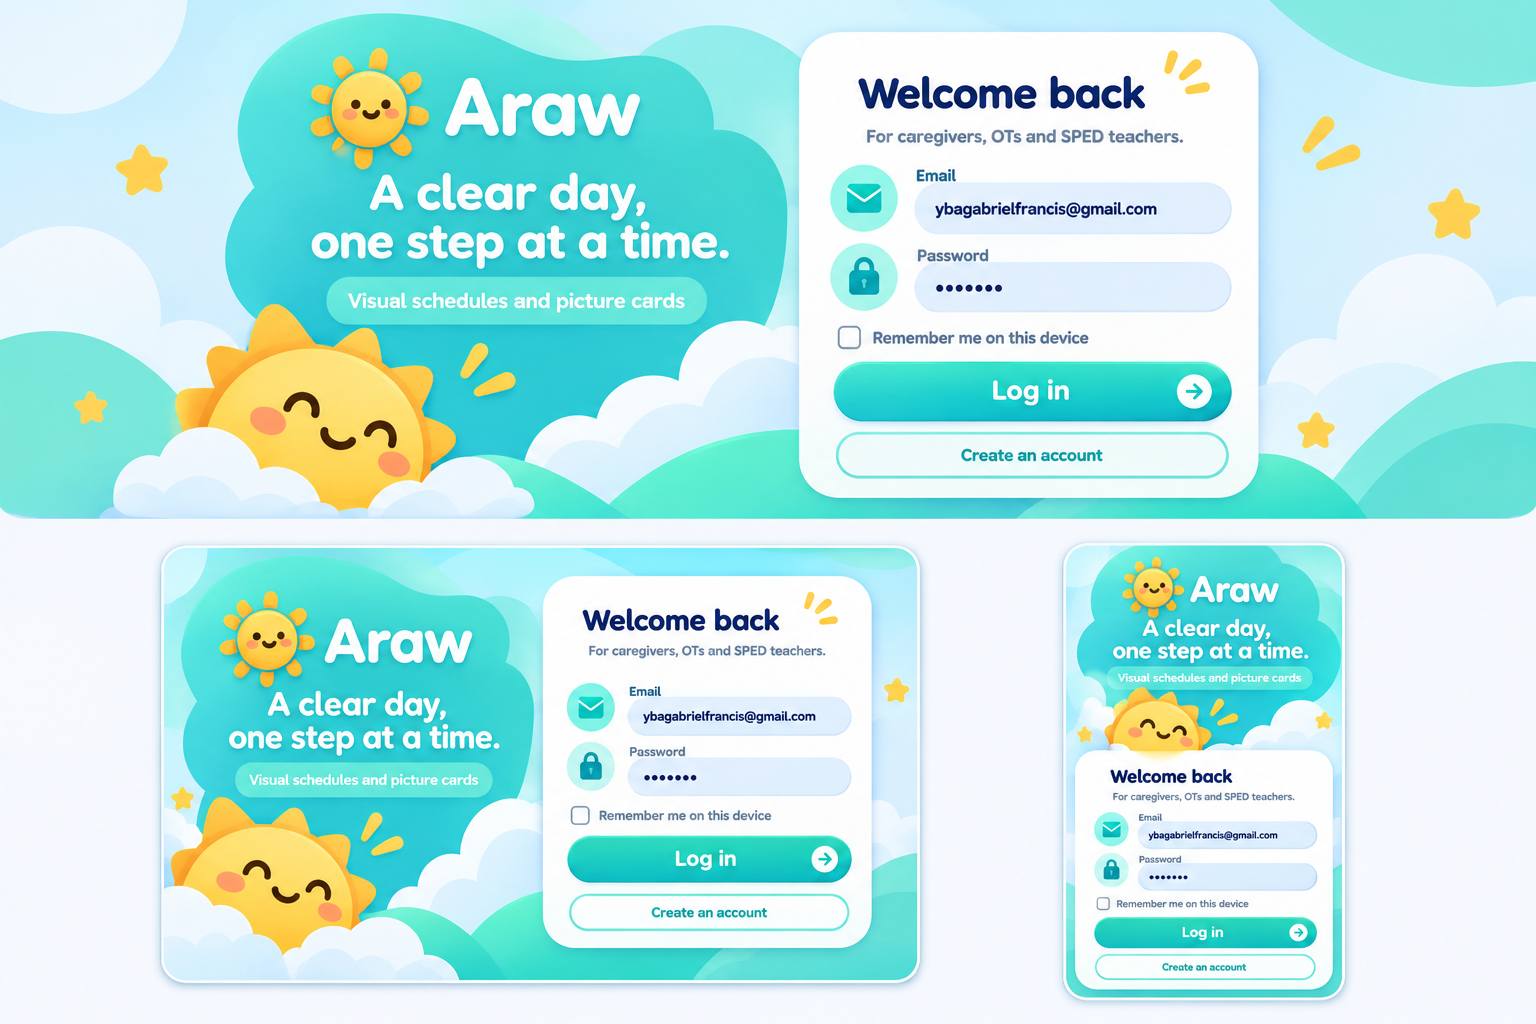 Araw
A clear day,
one step at a time.
Visual schedules and picture cards
Welcome back
For caregivers, OTs and SPED teachers.
Email
ybagabrielfrancis@gmail.com
Password
•••••••
Remember me on this device
Log in
Create an account
Araw
A clear day,
one step at a time.
Visual schedules and picture cards
Welcome back
For caregivers, OTs and SPED teachers.
Email
ybagabrielfrancis@gmail.com
Password
•••••••
Remember me on this device
Log in
Create an account
Araw
A clear day,
one step at a time.
Visual schedules and picture cards
Welcome back
For caregivers, OTs and SPED teachers.
Email
ybagabrielfrancis@gmail.com
Password
•••••••
Remember me on this device
Log in
Create an account